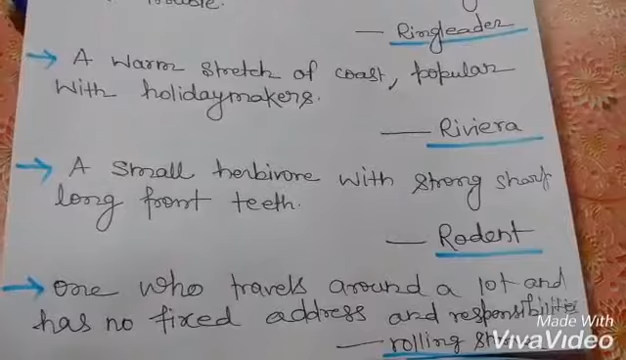 — Ringleader
→ A warm stretch of coast, popular
with holidaymakers.
— Riviera
→ A small herbivore with strong sharp
long front teeth.
— Rodent
→ One who travels around a lot and
has no fixed address and responsibilities
— rolling
Made With
VivaVideo